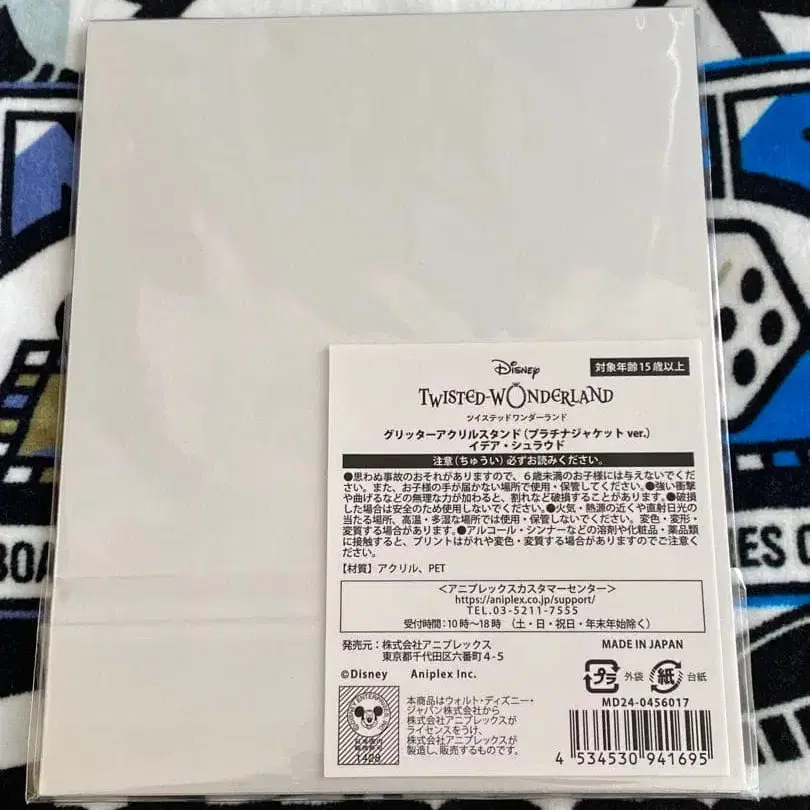 Disney
対象年齢15歳以上
TWISTED-WONDERLAND
ツイステッドワンダーランド
グリッターアクリルスタンド（プラチナジャケット ver.）
イデア・シュラウド
注意（ちゅうい）必ずお読みください。
●思わぬ事故のおそれがありますので、6歳未満のお子様には与えないでくだ
さい。また、お子様の手が届かない場所で使用・保管してください。●強い衝撃
や曲げるなどの無理な力が加わると、割れなど破損することがあります。●破損
した場合は安全のため使用しないでください。●火気・熱源の近くや直射日光の
当たる場所、高温・多湿な場所では使用・保管しないでください。変色・変形・
変質する場合があります。●アルコール・シンナーなどの溶剤や化粧品・薬品類
に接触すると、プリントはがれや変色・変質する場合がありますのでご注意く
ださい。
【材質】アクリル、PET
＜アニプレックスカスタマーセンター＞
https://aniplex.co.jp/support/
TEL.03-5211-7555
受付時間：10時～18時 （土・日・祝日・年末年始除く）
発売元：株式会社アニプレックス
東京都千代田区六番町4-5
MADE IN JAPAN
©Disney Aniplex Inc.
プラ 外袋 紙 台紙
MD24-0456017
本商品はウォルト・ディズニー・
ジャパン株式会社から
株式会社アニプレックスが
ライセンスをうけ、
株式会社アニプレックスが
製造し、販売するものです。
1428
4 534530 941695
BOA
ES O